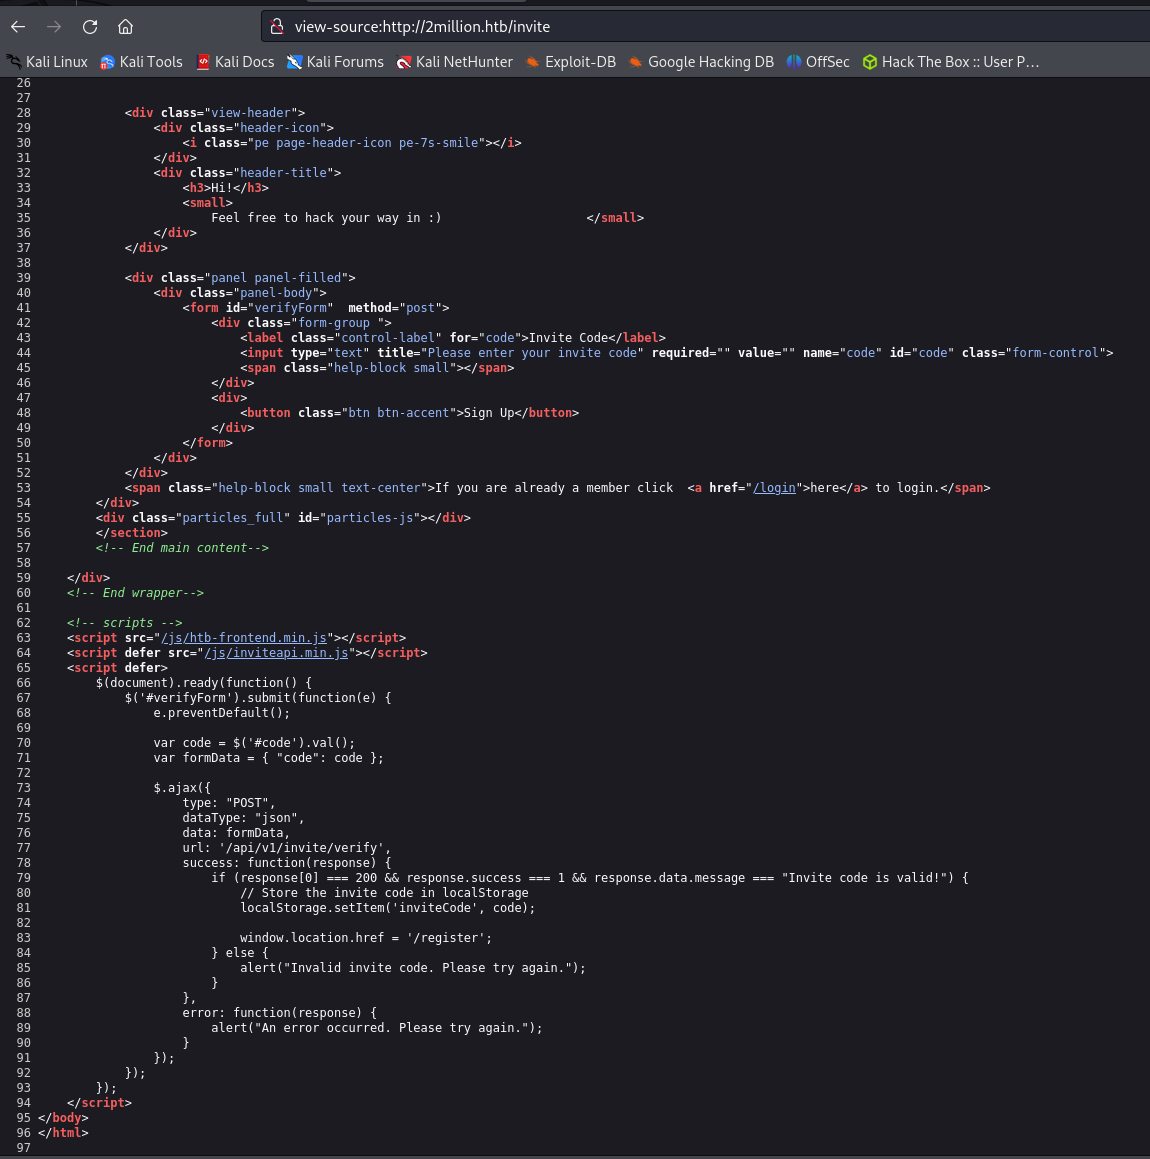 view-source:http://2million.htb/invite
Kali Linux Kali Tools Kali Docs Kali Forums Kali NetHunter Exploit-DB Google Hacking DB OffSec Hack The Box :: User P…
26
27
28 <div class="view-header">
29 <div class="header-icon">
30 <i class="pe page-header-icon pe-7s-smile"></i>
31 </div>
32 <div class="header-title">
33 <h3>Hi!</h3>
34 <small>
35 Feel free to hack your way in :) </small>
36 </div>
37 </div>
38
39 <div class="panel panel-filled">
40 <div class="panel-body">
41 <form id="verifyForm" method="post">
42 <div class="form-group ">
43 <label class="control-label" for="code">Invite Code</label>
44 <input type="text" title="Please enter your invite code" required="" value="" name="code" id="code" class="form-control">
45 <span class="help-block small"></span>
46 </div>
47 <div>
48 <button class="btn btn-accent">Sign Up</button>
49 </div>
50 </form>
51 </div>
52 </div>
53 <span class="help-block small text-center">If you are already a member click <a href="/login">here</a> to login.</span>
54 </div>
55 <div class="particles_full" id="particles-js"></div>
56 </section>
57 <!-- End main content-->
58
59 </div>
60 <!-- End wrapper-->
61
62 <!-- scripts -->
63 <script src="/js/htb-frontend.min.js"></script>
64 <script defer src="/js/inviteapi.min.js"></script>
65 <script defer>
66 $(document).ready(function() {
67 $('#verifyForm').submit(function(e) {
68 e.preventDefault();
69
70 var code = $('#code').val();
71 var formData = { "code": code };
72
73 $.ajax({
74 type: "POST",
75 dataType: "json",
76 data: formData,
77 url: '/api/v1/invite/verify',
78 success: function(response) {
79 if (response[0] === 200 && response.success === 1 && response.data.message === "Invite code is valid!") {
80 // Store the invite code in localStorage
81 localStorage.setItem('inviteCode', code);
82
83 window.location.href = '/register';
84 } else {
85 alert("Invalid invite code. Please try again.");
86 }
87 },
88 error: function(response) {
89 alert("An error occurred. Please try again.");
90 }
91 });
92 });
93 });
94 </script>
95 </body>
96 </html>
97